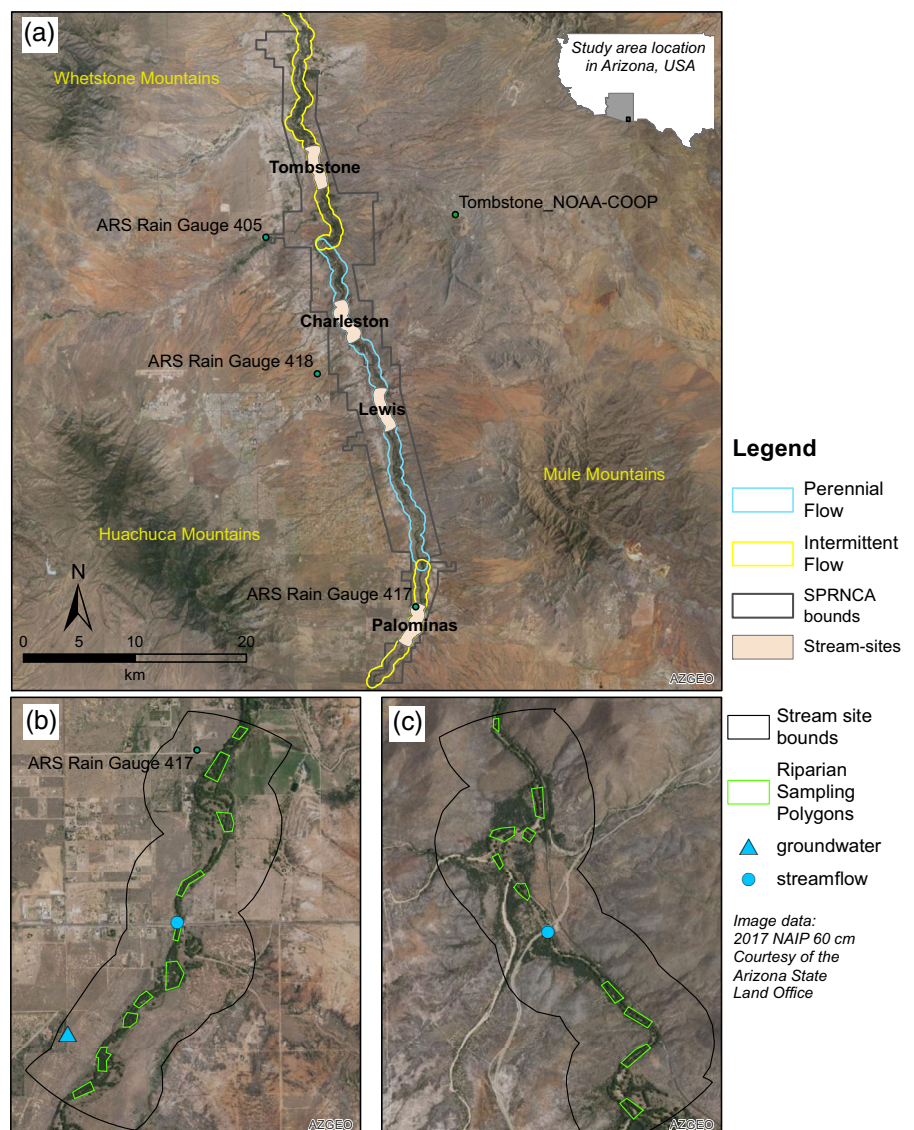 (a)
Whetstone Mountains
Study area location
in Arizona, USA
Tombstone
Tombstone_NOAA-COOP
ARS Rain Gauge 405
Charleston
ARS Rain Gauge 418
Lewis
Mule Mountains
Huachuca Mountains
N
ARS Rain Gauge 417
Palominas
0 5 10 20
km
AZGEO
Legend
Perennial
Flow
Intermittent
Flow
SPRNCA
bounds
Stream-sites
(b)
ARS Rain Gauge 417
AZGEO
(c)
AZGEO
Stream site
bounds
Riparian
Sampling
Polygons
groundwater
streamflow
Image data:
2017 NAIP 60 cm
Courtesy of the
Arizona State
Land Office